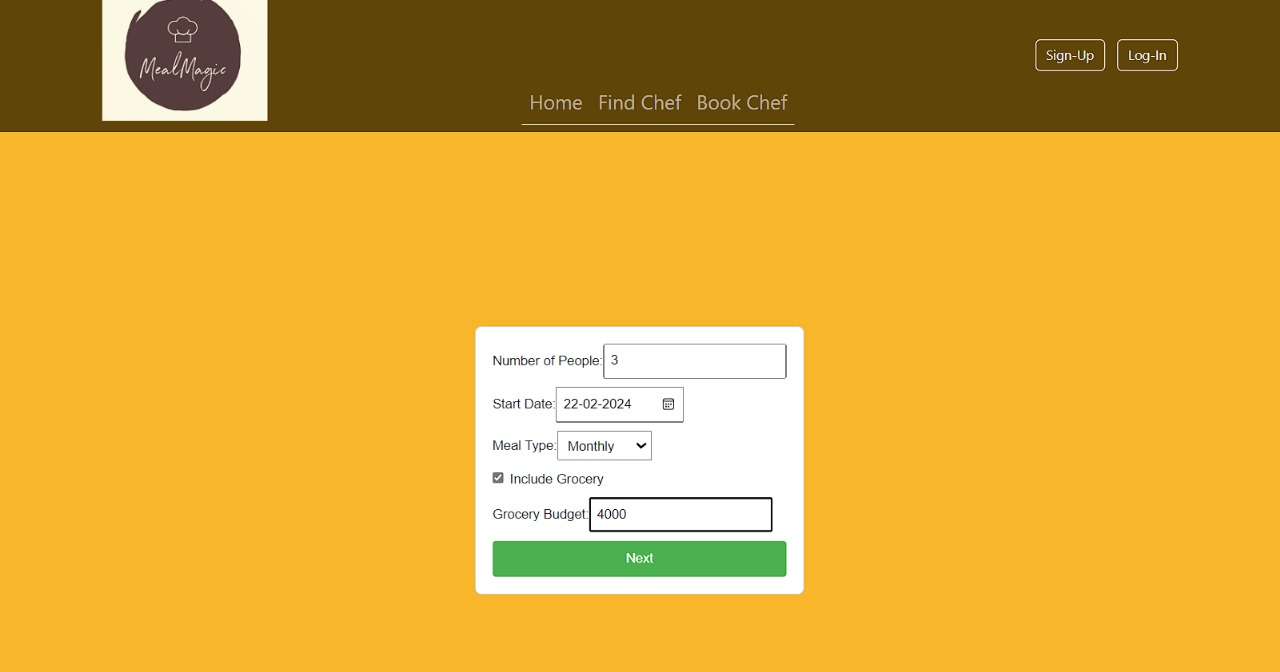 MealMagic
Sign-Up Log-In
Home Find Chef Book Chef
Number of People: 3
Start Date: 22-02-2024
Meal Type: Monthly
Include Grocery
Grocery Budget: 4000
Next